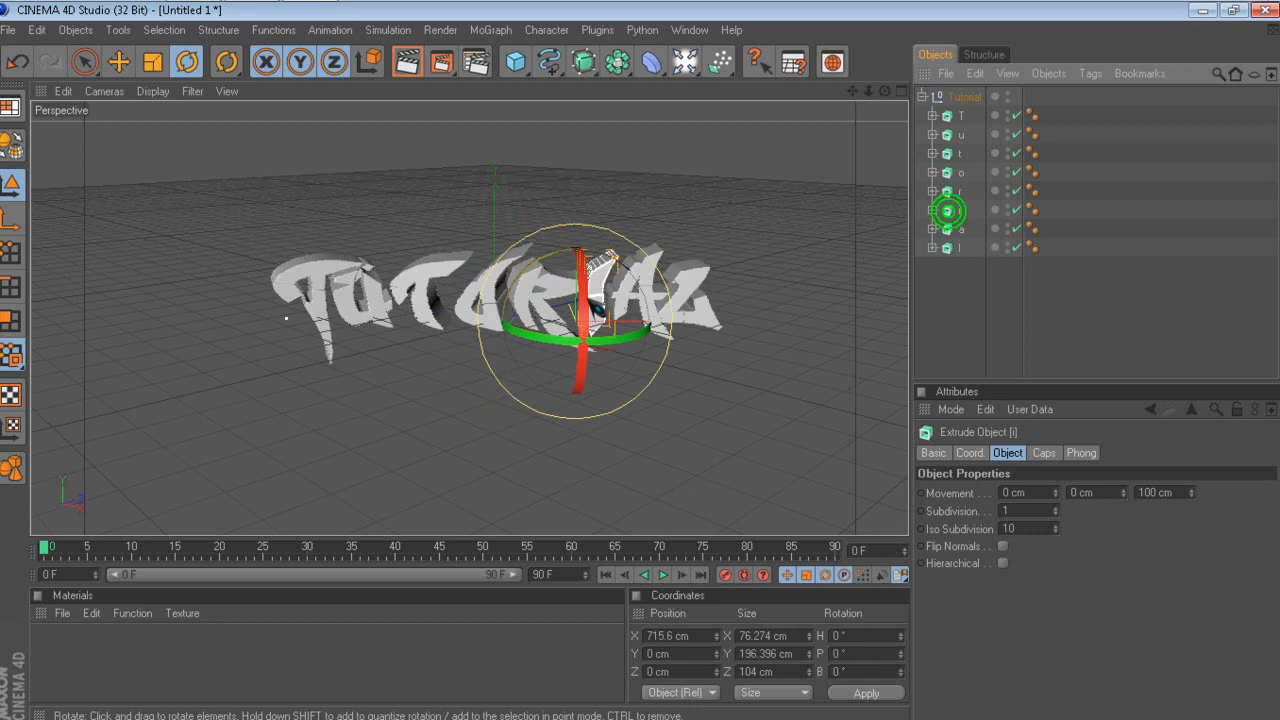 CINEMA 4D Studio (32 Bit) - [Untitled 1 *]
File Edit Objects Tools Selection Structure Functions Animation Simulation Render MoGraph Character Plugins Python Window Help
X Y Z
Objects Structure
File Edit View Objects Tags Bookmarks
Edit Cameras Display Filter View
Perspective
0 Tutorial
T
u
t
o
r
a
l
TUTORIAL
Y
Y
Z
X
Attributes
Mode Edit User Data
Extrude Object [i]
Basic Coord. Object Caps Phong
Object Properties
Movement . . . 0 cm 0 cm 100 cm
Subdivision. . . 1
Iso Subdivision 10
Flip Normals . .
Hierarchical . .
0 5 10 15 20 25 30 35 40 45 50 55 60 65 70 75 80 85 90 0 F
0 F 0 F 90 F 90 F P
Materials
File Edit Function Texture
Coordinates
Position Size Rotation
X 715.6 cm X 76.274 cm H 0 °
Y 0 cm Y 196.396 cm P 0 °
Z 0 cm Z 104 cm B 0 °
Object (Rel) Size Apply
MAXON
CINEMA 4D
Rotate: Click and drag to rotate elements. Hold down SHIFT to add to quantize rotation / add to the selection in point mode, CTRL to remove.